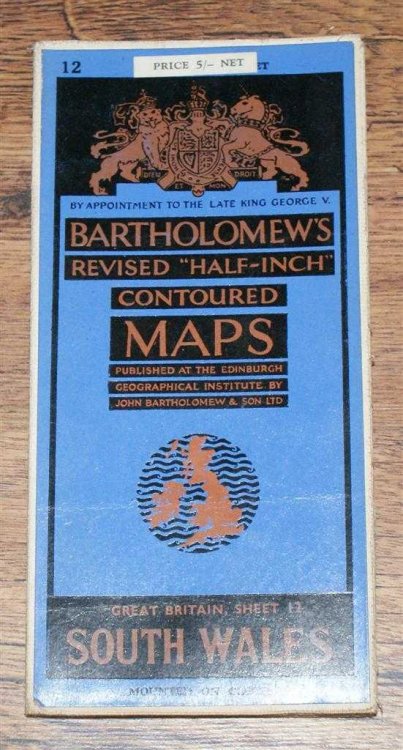 12 PRICE 5/- NET
BY APPOINTMENT TO THE LATE KING GEORGE V.
DIEU ET MON DROIT
BARTHOLOMEW'S
REVISED "HALF-INCH"
CONTOURED
MAPS
PUBLISHED AT THE EDINBURGH
GEOGRAPHICAL INSTITUTE BY
JOHN BARTHOLOMEW & SON LTD
GREAT BRITAIN, SHEET 12
SOUTH WALES
MOUNTED ON